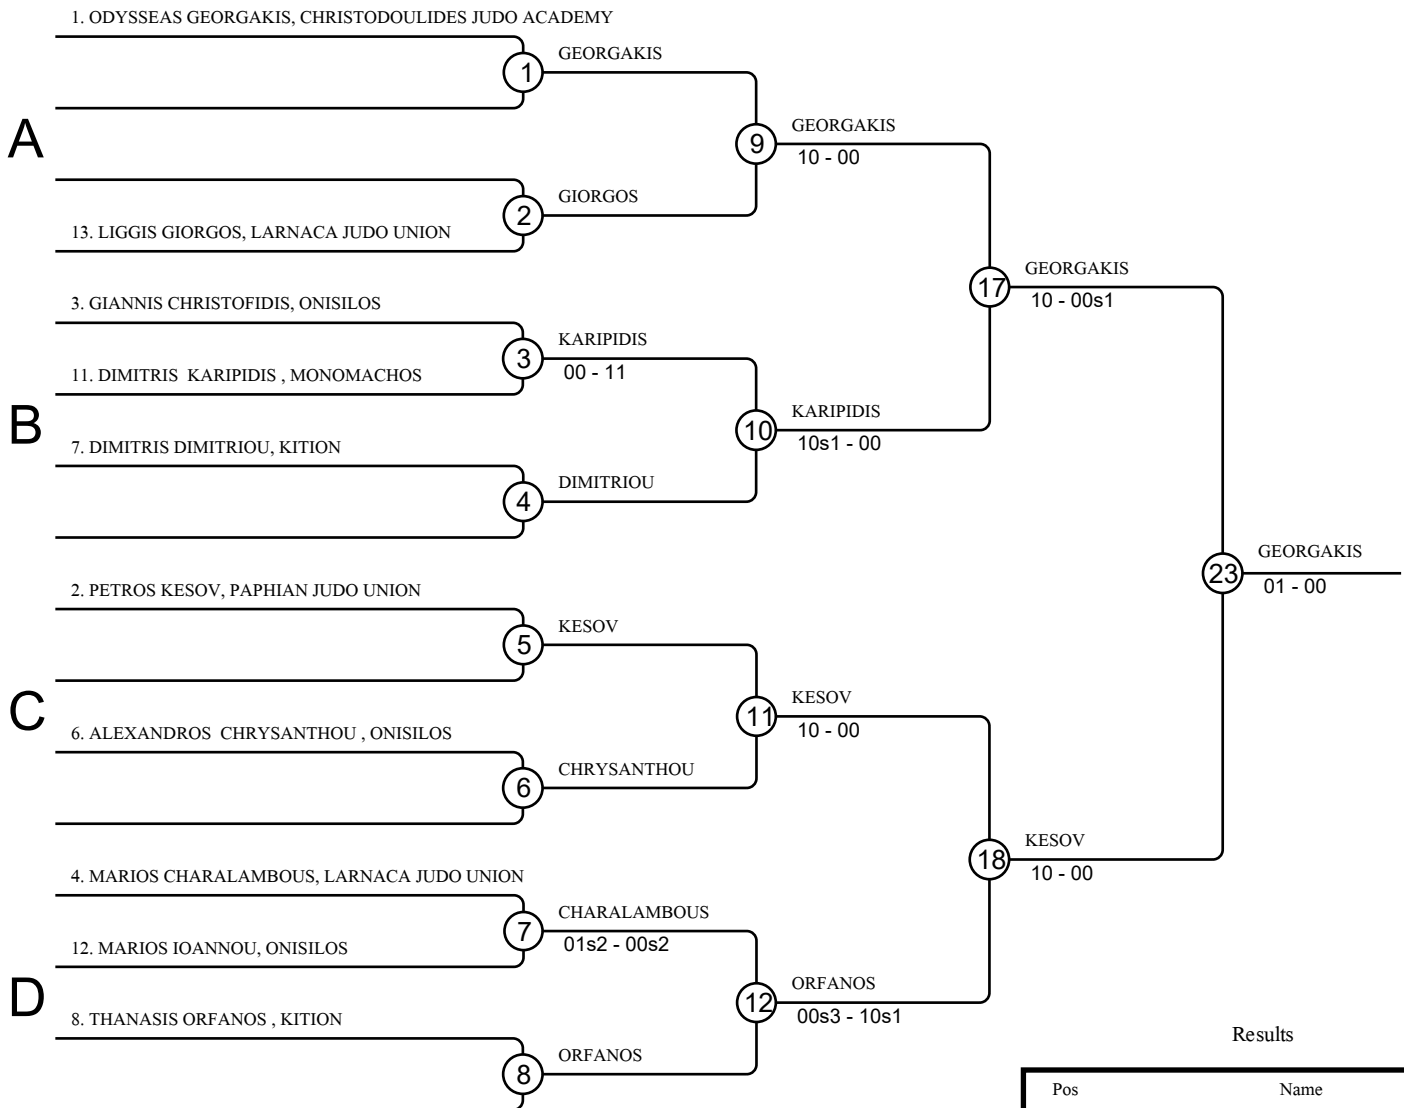 1. ODYSSEAS GEORGAKIS, CHRISTODOULIDES JUDO ACADEMY
1
GEORGAKIS
A
9
GEORGAKIS
10 - 00
2
GIORGOS
13. LIGGIS GIORGOS, LARNACA JUDO UNION
17
GEORGAKIS
10 - 00s1
3. GIANNIS CHRISTOFIDIS, ONISILOS
3
KARIPIDIS
00 - 11
11. DIMITRIS KARIPIDIS , MONOMACHOS
B
10
KARIPIDIS
10s1 - 00
7. DIMITRIS DIMITRIOU, KITION
4
DIMITRIOU
23
GEORGAKIS
01 - 00
2. PETROS KESOV, PAPHIAN JUDO UNION
5
KESOV
C
11
KESOV
10 - 00
6. ALEXANDROS CHRYSANTHOU , ONISILOS
6
CHRYSANTHOU
18
KESOV
10 - 00
4. MARIOS CHARALAMBOUS, LARNACA JUDO UNION
7
CHARALAMBOUS
01s2 - 00s2
12. MARIOS IOANNOU, ONISILOS
D
12
ORFANOS
00s3 - 10s1
8. THANASIS ORFANOS , KITION
8
ORFANOS
Results
Pos Name